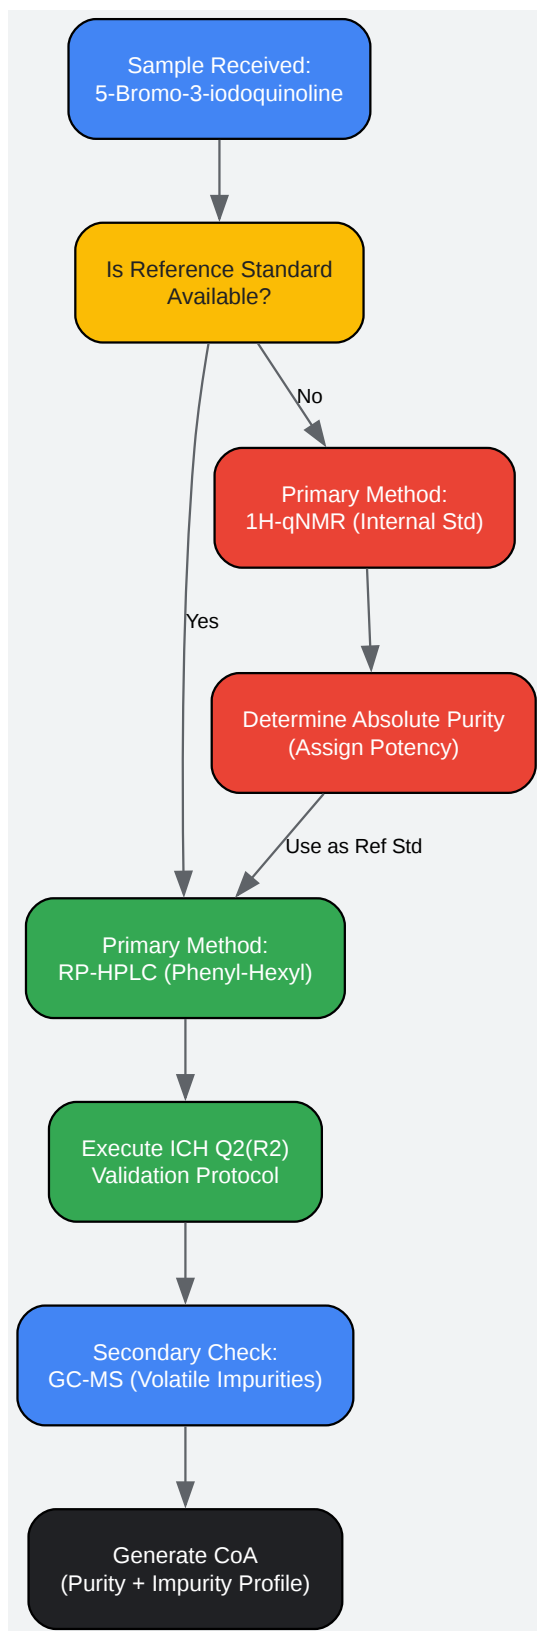 Sample Received:
5-Bromo-3-iodoquinoline
Is Reference Standard
Available?
No
Primary Method:
1H-qNMR (Internal Std)
Yes
Determine Absolute Purity
(Assign Potency)
Use as Ref Std
Primary Method:
RP-HPLC (Phenyl-Hexyl)
Execute ICH Q2(R2)
Validation Protocol
Secondary Check:
GC-MS (Volatile Impurities)
Generate CoA
(Purity + Impurity Profile)